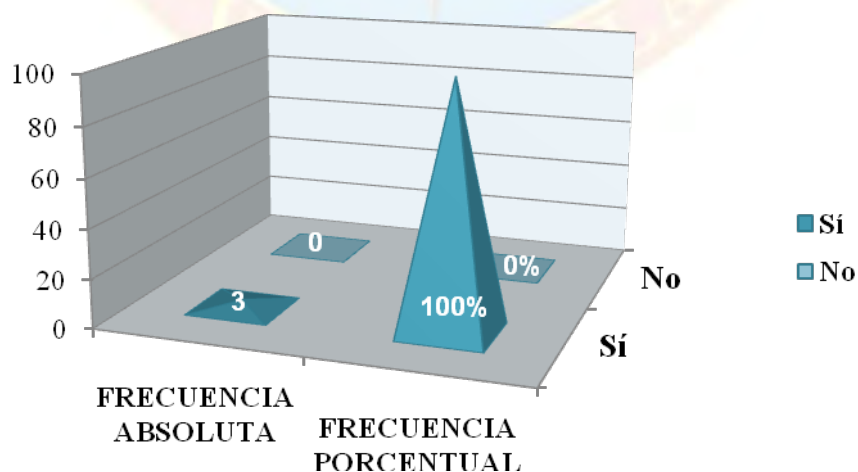 100
80
60
40
20
0
0
0%
3
100%
No
Sí
FRECUENCIA
ABSOLUTA
FRECUENCIA
PORCENTUAL
Sí
No